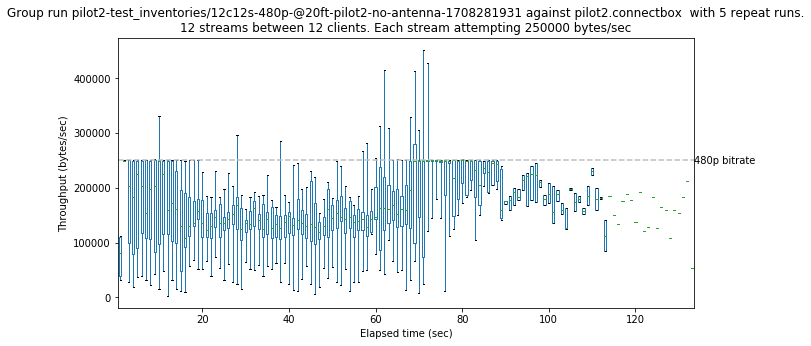 Group run pilot2-test_inventories/12c12s-480p-@20ft-pilot2-no-antenna-1708281931 against pilot2.connectbox  with 5 repeat runs.
12 streams between 12 clients. Each stream attempting 250000 bytes/sec
Throughput (bytes/sec)
400000
300000
200000
100000
0
480p bitrate
20
40
60
80
100
120
Elapsed time (sec)